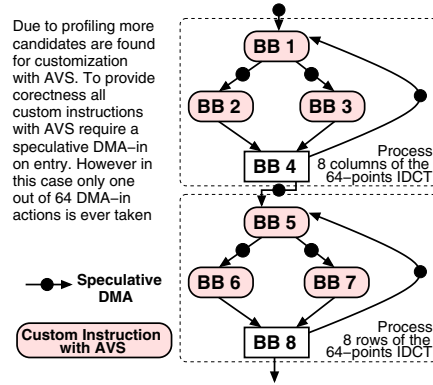 Due to profiling more
candidates are found
for customization
with AVS. To provide
corectness all
custom instructions
with AVS require a
speculative DMA-in
on entry. However in
this case only one
out of 64 DMA-in
actions is ever taken
BB 1
BB 2
BB 3
BB 4
Process
8 columns of the
64-points IDCT
BB 5
BB 6
BB 7
BB 8
Process
8 rows of the
64-points IDCT
Speculative
DMA
Custom Instruction
with AVS